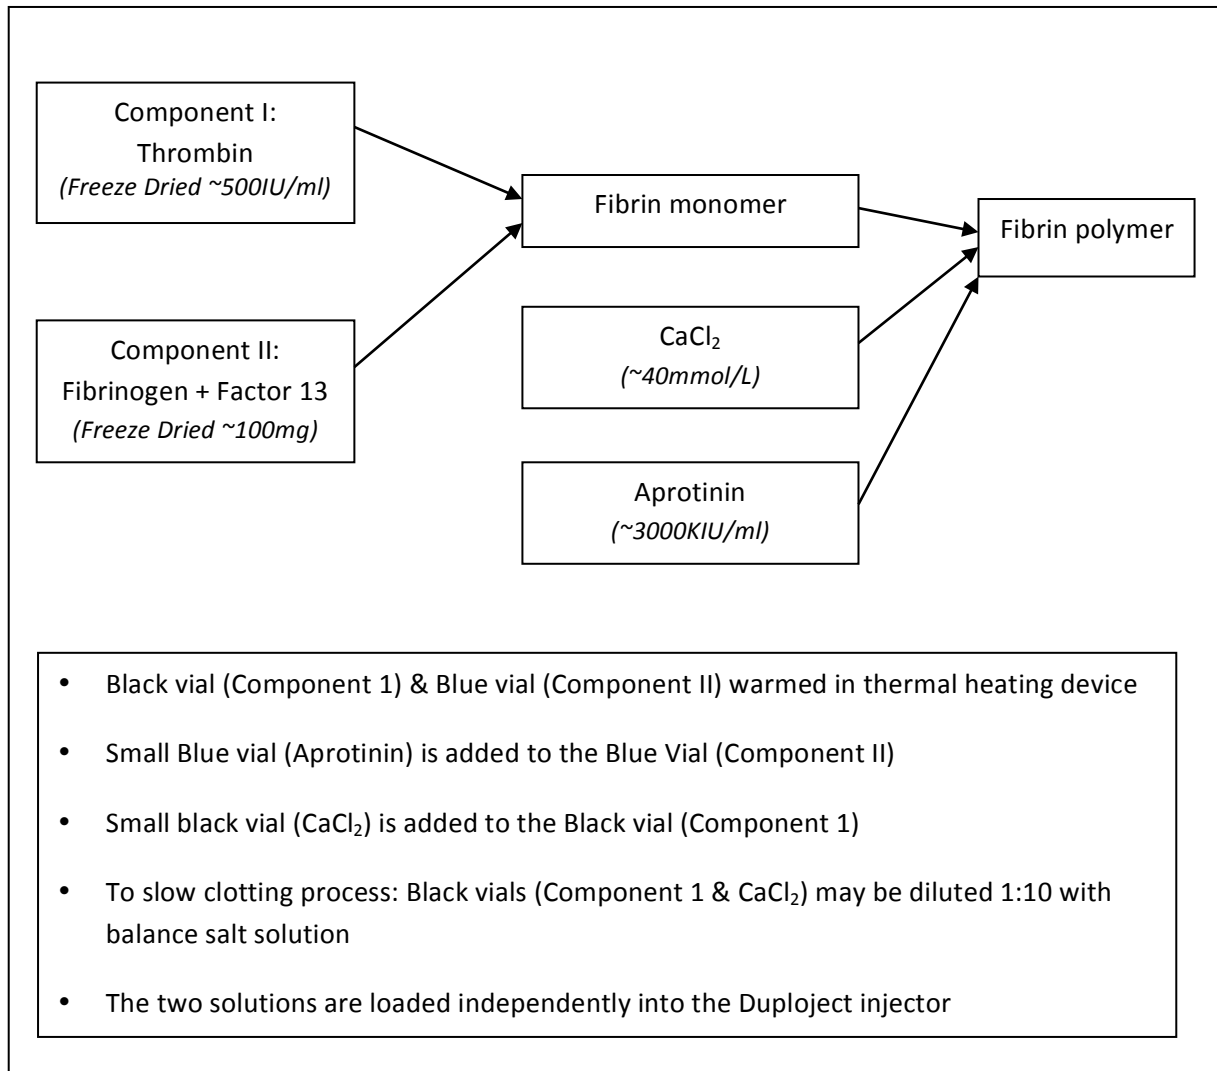 Component I:
Thrombin
(Freeze Dried ~500IU/ml)
Component II:
Fibrinogen + Factor 13
(Freeze Dried ~100mg)
Fibrin monomer
CaCl₂
(~40mmol/L)
Aprotinin
(~3000KIU/ml)
Fibrin polymer
• Black vial (Component 1) & Blue vial (Component II) warmed in thermal heating device
• Small Blue vial (Aprotinin) is added to the Blue Vial (Component II)
• Small black vial (CaCl₂) is added to the Black vial (Component 1)
• To slow clotting process: Black vials (Component 1 & CaCl₂) may be diluted 1:10 with
balance salt solution
• The two solutions are loaded independently into the Duploject injector